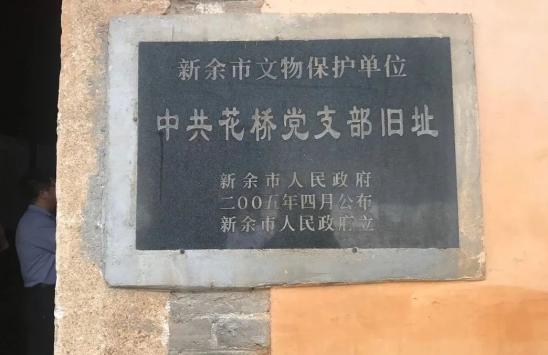 新余市文物保护单位
中共花桥党支部旧址
新余市人民政府
二00五年四月公布
新余市人民政府立